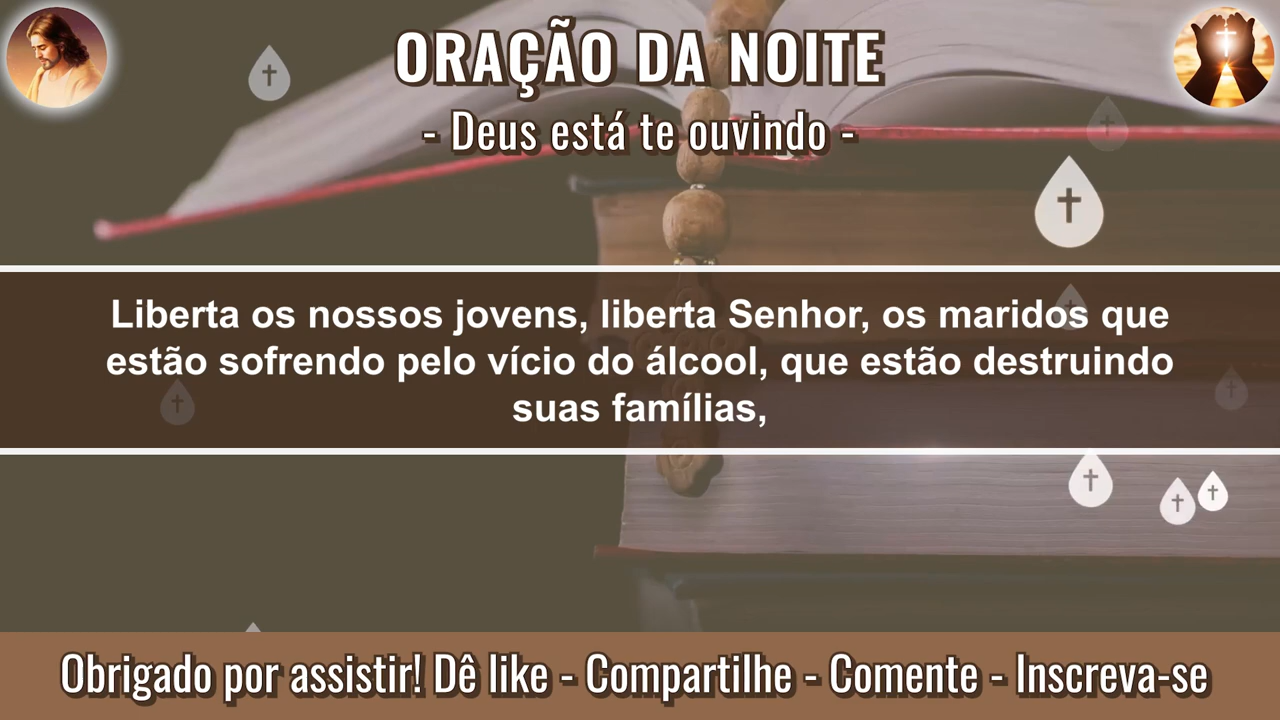 ORAÇÃO DA NOITE
- Deus está te ouvindo -
Liberta os nossos jovens, liberta Senhor, os maridos que
estão sofrendo pelo vício do álcool, que estão destruindo
suas famílias,
Obrigado por assistir! Dê like - Compartilhe - Comente - Inscreva-se